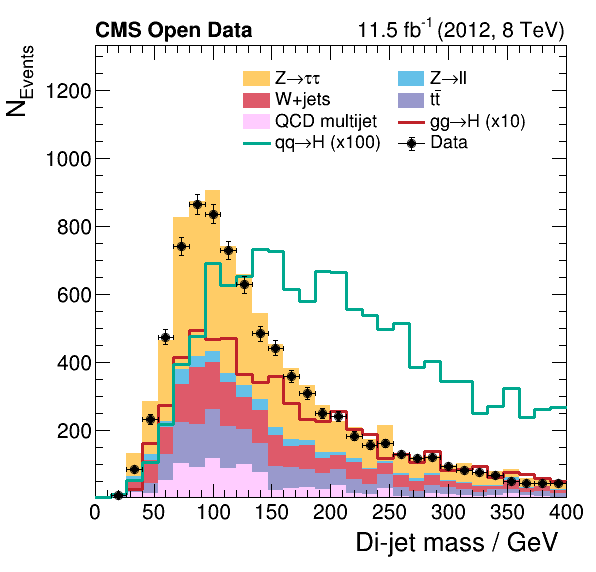 CMS Open Data 11.5 fb⁻¹ (2012, 8 TeV)
N_Events
Z→ττ Z→ll
W+jets tt̄
QCD multijet gg→H (x10)
qq→H (x100) Data
1200
1000
800
600
400
200
0 50 100 150 200 250 300 350 400
Di-jet mass / GeV